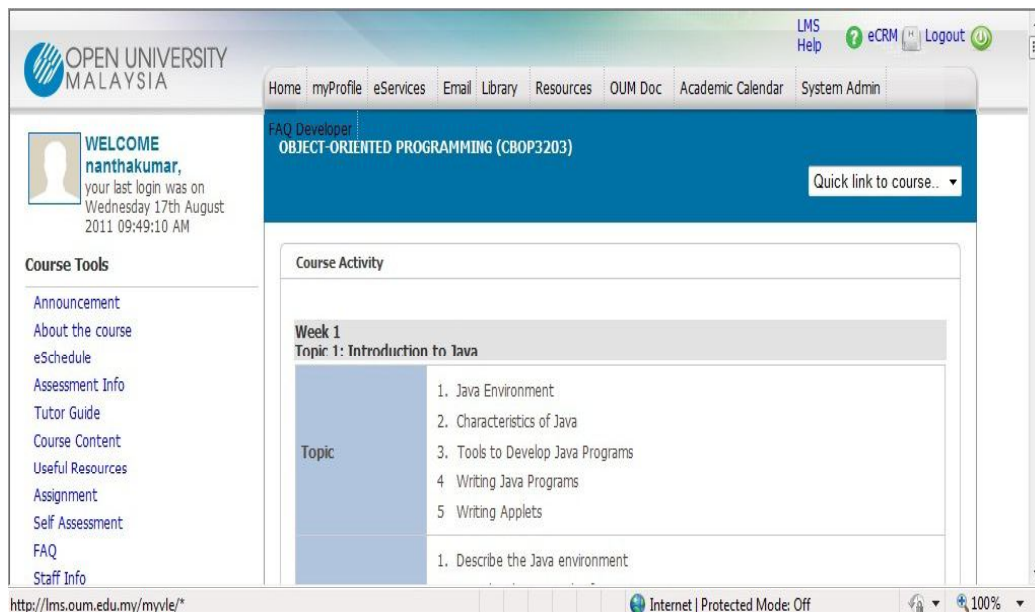 LMS
Help
eCRM
Logout
OPEN UNIVERSITY
MALAYSIA
Home myProfile eServices Email Library Resources OUM Doc Academic Calendar System Admin
FAQ Developer
WELCOME
nanthakumar,
your last login was on
Wednesday 17th August
2011 09:49:10 AM
OBJECT-ORIENTED PROGRAMMING (CBOP3203)
Quick link to course..
Course Tools
Announcement
About the course
eSchedule
Assessment Info
Tutor Guide
Course Content
Useful Resources
Assignment
Self Assessment
FAQ
Staff Info
Course Activity
Week 1
Topic 1: Introduction to Java
Topic
1. Java Environment
2. Characteristics of Java
3. Tools to Develop Java Programs
4 Writing Java Programs
5 Writing Applets
1. Describe the Java environment
http://lms.oum.edu.my/myvle/*
Internet | Protected Mode: Off
100%